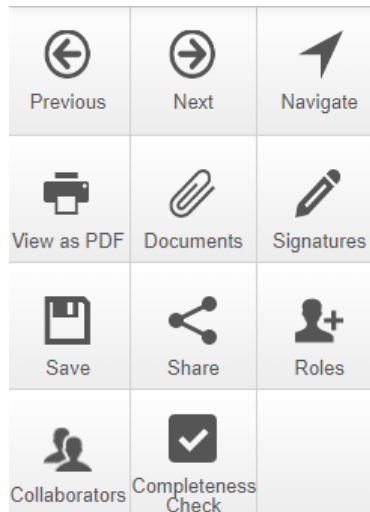 Previous
Next
Navigate
View as PDF
Documents
Signatures
Save
Share
Roles
Collaborators
Completeness
Check